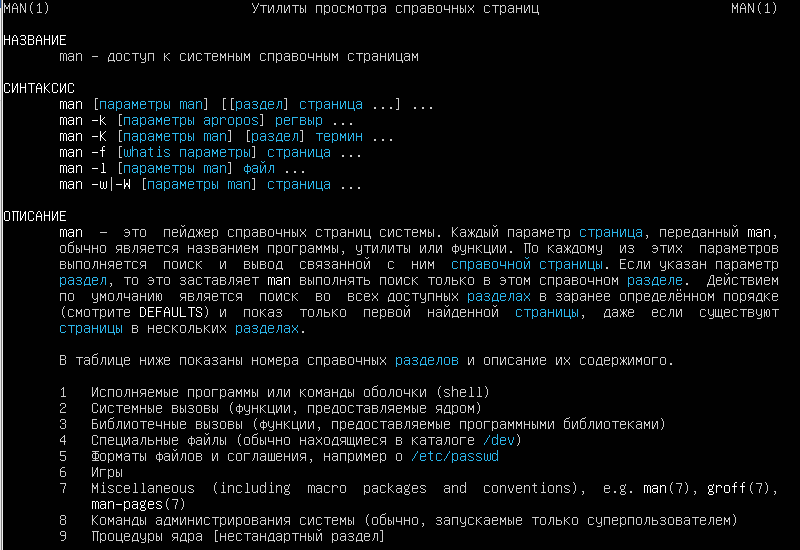 MAN(1) Утилиты просмотра справочных страниц MAN(1)
НАЗВАНИЕ
man - доступ к системным справочным страницам
СИНТАКСИС
man [параметры man] [[раздел] страница ...] ...
man -k [параметры apropos] регвыр ...
man -K [параметры man] [раздел] термин ...
man -f [whatis параметры] страница ...
man -l [параметры man] файл ...
man -w|-W [параметры man] страница ...
ОПИСАНИЕ
man - это пейджер справочных страниц системы. Каждый параметр страница, переданный man,
обычно является названием программы, утилиты или функции. По каждому из этих параметров
выполняется поиск и вывод связанной с ним справочной страницы. Если указан параметр
раздел, то это заставляет man выполнять поиск только в этом справочном разделе. Действием
по умолчанию является поиск во всех доступных разделах в заранее определённом порядке
(смотрите DEFAULTS) и показ только первой найденной страницы, даже если существуют
страницы в нескольких разделах.
В таблице ниже показаны номера справочных разделов и описание их содержимого.
1 Исполняемые программы или команды оболочки (shell)
2 Системные вызовы (функции, предоставляемые ядром)
3 Библиотечные вызовы (функции, предоставляемые программными библиотеками)
4 Специальные файлы (обычно находящиеся в каталоге /dev)
5 Форматы файлов и соглашения, например о /etc/passwd
6 Игры
7 Miscellaneous (including macro packages and conventions), e.g. man(7), groff(7),
man-pages(7)
8 Команды администрирования системы (обычно, запускаемые только суперпользователем)
9 Процедуры ядра [нестандартный раздел]